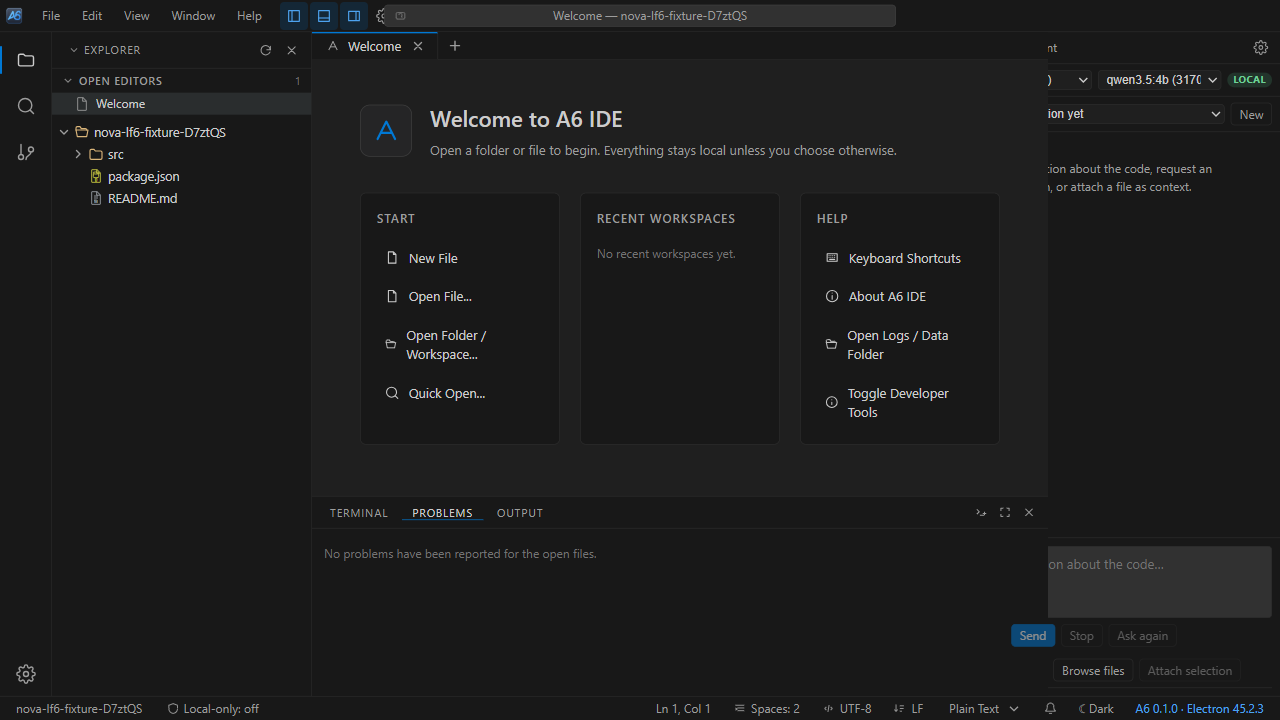 A6 File Edit View Window Help Welcome — nova-lf6-fixture-D7ztQS
EXPLORER
OPEN EDITORS 1
Welcome
nova-lf6-fixture-D7ztQS
src
package.json
README.md
Welcome
Welcome to A6 IDE
Open a folder or file to begin. Everything stays local unless you choose otherwise.
START
New File
Open File...
Open Folder /
Workspace...
Quick Open...
RECENT WORKSPACES
No recent workspaces yet.
HELP
Keyboard Shortcuts
About A6 IDE
Open Logs / Data
Folder
Toggle Developer
Tools
TERMINAL PROBLEMS OUTPUT
No problems have been reported for the open files.
nt
) qwen3.5:4b (3170 LOCAL
ion yet New
tion about the code, request an
n, or attach a file as context.
on about the code...
Send Stop Ask again
Browse files Attach selection
nova-lf6-fixture-D7ztQS Local-only: off Ln 1, Col 1 Spaces: 2 UTF-8 LF Plain Text Dark A6 0.1.0 · Electron 45.2.3